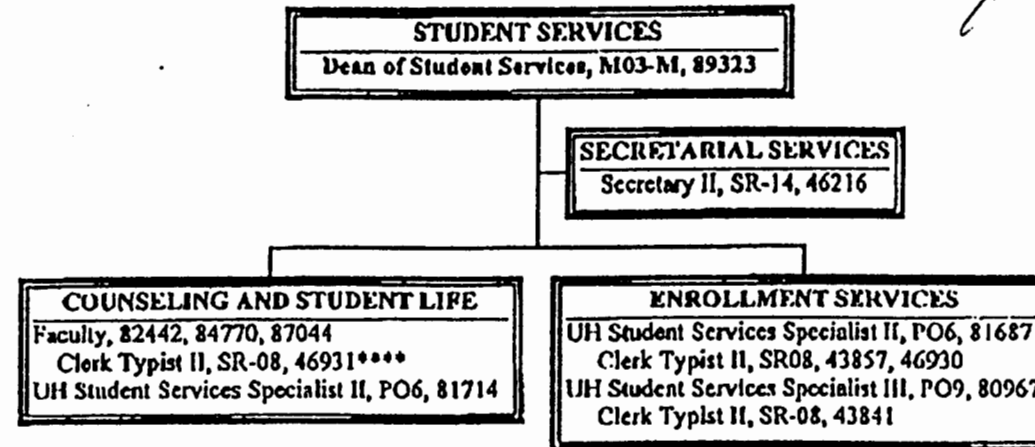 STUDENT SERVICES
Dean of Student Services, M03-M, 89323
SECRETARIAL SERVICES
Secretary II, SR-14, 46216
COUNSELING AND STUDENT LIFE
Faculty, 82442, 84770, 87044
Clerk Typist II, SR-08, 46931****
UH Student Services Specialist II, PO6, 81714
ENROLLMENT SERVICES
UH Student Services Specialist II, PO6, 81687
Clerk Typist II, SR08, 43857, 46930
UH Student Services Specialist III, PO9, 80967
Clerk Typist II, SR-08, 43841